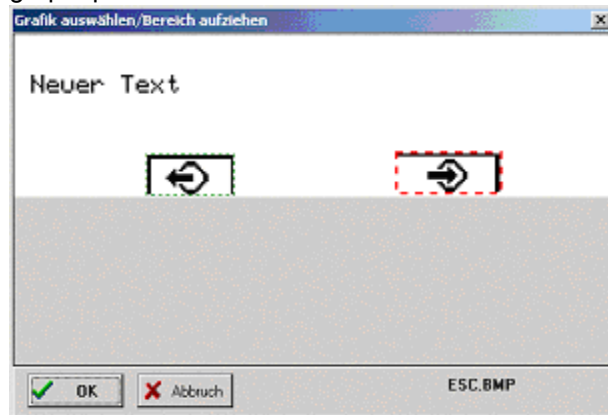 Grafik auswählen/Bereich aufziehen
Neuer Text
OK
Abbruch
ESC.BMP